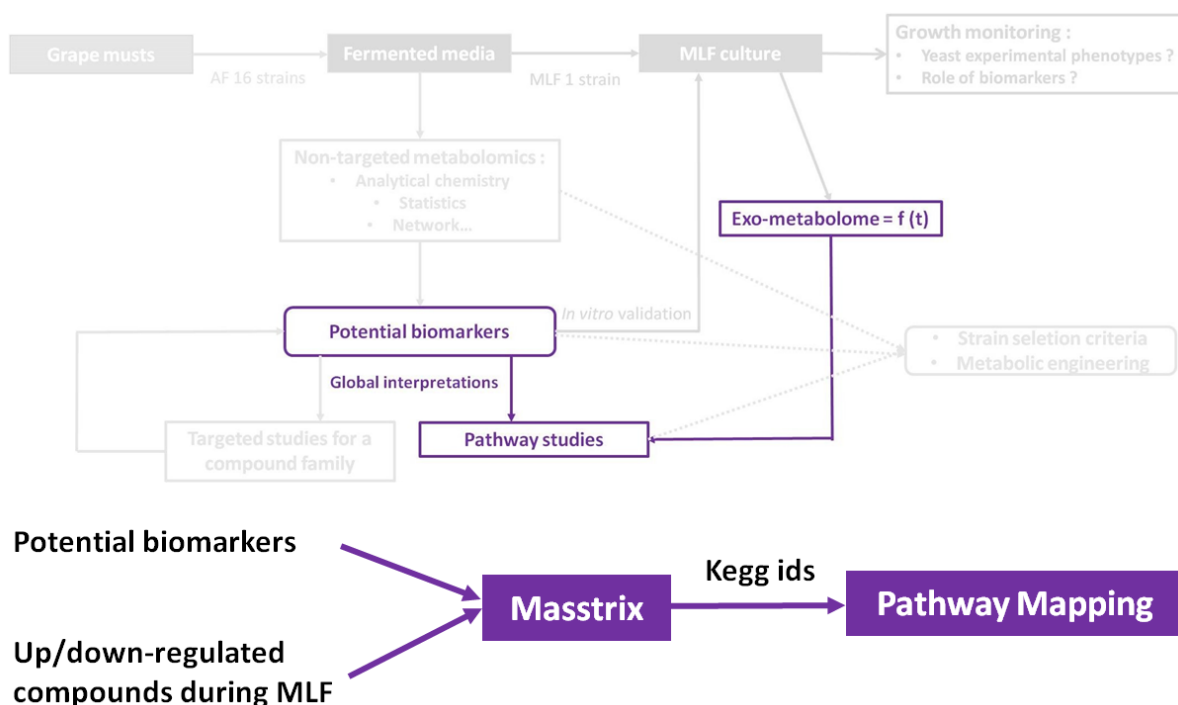 Grape musts
AF 16 strains
Fermented media
MLF 1 strain
MLF culture
Growth monitoring :
• Yeast experimental phenotypes ?
• Role of biomarkers ?
Non-targeted metabolomics :
• Analytical chemistry
• Statistics
• Network…
Exo-metabolome = f (t)
Potential biomarkers
In vitro validation
• Strain seletion criteria
• Metabolic engineering
Global interpretations
Targeted studies for a
compound family
Pathway studies
Potential biomarkers
Up/down-regulated
compounds during MLF
Masstrix
Kegg ids
Pathway Mapping